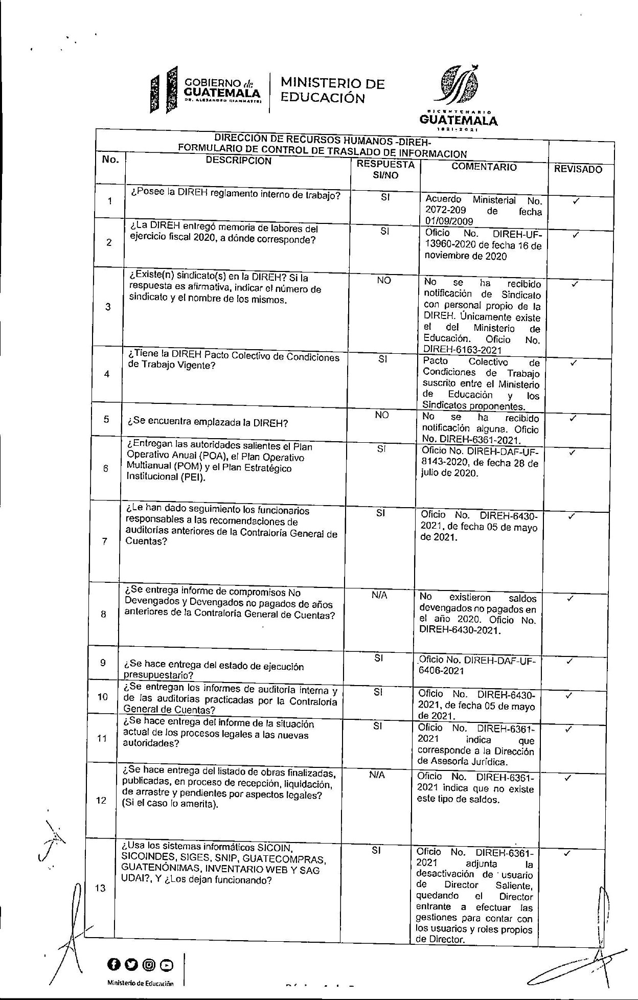 GOBIERNO de
GUATEMALA
DR. ALEJANDRO GIAMMATTEI
MINISTERIO DE
EDUCACIÓN
BICENTENARIO
GUATEMALA
1821-2021
DIRECCION DE RECURSOS HUMANOS -DIREH-
FORMULARIO DE CONTROL DE TRASLADO DE INFORMACION
No.
DESCRIPCION
RESPUESTA
SI/NO
COMENTARIO
REVISADO
1
¿Posee la DIREH reglamento interno de trabajo?
SI
Acuerdo Ministerial No.
2072-209 de fecha
01/09/2009
✓
2
¿La DIREH entregó memoria de labores del
ejercicio fiscal 2020, a dónde corresponde?
SI
Oficio No. DIREH-UF-
13960-2020 de fecha 16 de
noviembre de 2020
✓
3
¿Existe(n) sindicato(s) en la DIREH? Si la
respuesta es afirmativa, indicar el número de
sindicato y el nombre de los mismos.
NO
No se ha recibido
notificación de Sindicato
con personal propio de la
DIREH. Únicamente existe
el del Ministerio de
Educación. Oficio No.
DIREH-6163-2021
✓
4
¿Tiene la DIREH Pacto Colectivo de Condiciones
de Trabajo Vigente?
SI
Pacto Colectivo de
Condiciones de Trabajo
suscrito entre el Ministerio
de Educación y los
Sindicatos proponentes.
✓
5
¿Se encuentra emplazada la DIREH?
NO
No se ha recibido
notificación alguna. Oficio
No. DIREH-6361-2021.
✓
6
¿Entregan las autoridades salientes el Plan
Operativo Anual (POA), el Plan Operativo
Multianual (POM) y el Plan Estratégico
Institucional (PEI).
SI
Oficio No. DIREH-DAF-UF-
8143-2020, de fecha 28 de
julio de 2020.
✓
7
¿Le han dado seguimiento los funcionarios
responsables a las recomendaciones de
auditorías anteriores de la Contraloría General de
Cuentas?
SI
Oficio No. DIREH-6430-
2021, de fecha 05 de mayo
de 2021.
✓
8
¿Se entrega informe de compromisos No
Devengados y Devengados no pagados de años
anteriores de la Contraloría General de Cuentas?
N/A
No existieron saldos
devengados no pagados en
el año 2020. Oficio No.
DIREH-6430-2021.
✓
9
¿Se hace entrega del estado de ejecución
presupuestario?
SI
Oficio No. DIREH-DAF-UF-
6406-2021
✓
10
¿Se entregan los informes de auditoría interna y
de las auditorias practicadas por la Contraloría
General de Cuentas?
SI
Oficio No. DIREH-6430-
2021, de fecha 05 de mayo
de 2021.
✓
11
¿Se hace entrega del informe de la situación
actual de los procesos legales a las nuevas
autoridades?
SI
Oficio No. DIREH-6361-
2021 indica que
corresponde a la Dirección
de Asesoría Jurídica.
✓
12
¿Se hace entrega del listado de obras finalizadas,
publicadas, en proceso de recepción, liquidación,
de arrastre y pendientes por aspectos legales?
(Si el caso lo amerita).
N/A
Oficio No. DIREH-6361-
2021 indica que no existe
este tipo de saldos.
✓
13
¿Usa los sistemas informáticos SICOIN,
SICOINDES, SIGES, SNIP, GUATECOMPRAS,
GUATENÓNIMAS, INVENTARIO WEB Y SAG
UDAI?, Y ¿Los dejan funcionando?
SI
Oficio No. DIREH-6361-
2021 adjunta la
desactivación de usuario
de Director Saliente,
quedando el Director
entrante a efectuar las
gestiones para contar con
los usuarios y roles propios
de Director.
✓
Ministerio de Educación